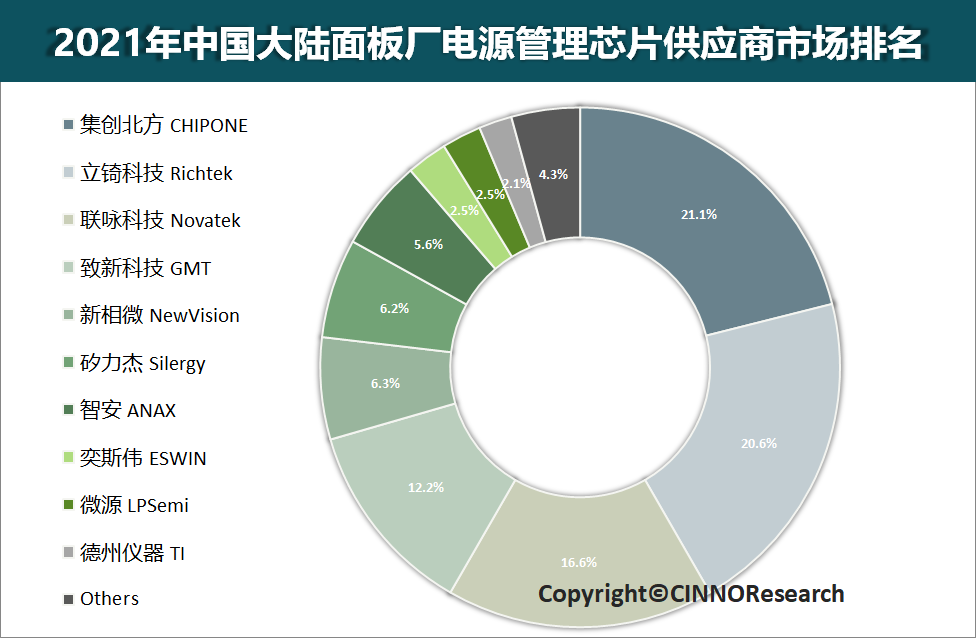 2021年中国大陆面板厂电源管理芯片供应商市场排名
集创北方 CHIPONE
立锜科技 Richtek
联咏科技 Novatek
致新科技 GMT
新相微 NewVision
矽力杰 Silergy
智安 ANAX
奕斯伟 ESWIN
微源 LPSemi
德州仪器 TI
Others
21.1%
20.6%
16.6%
12.2%
6.3%
6.2%
5.6%
2.5%
2.5%
2.1%
4.3%
Copyright©CINNOResearch